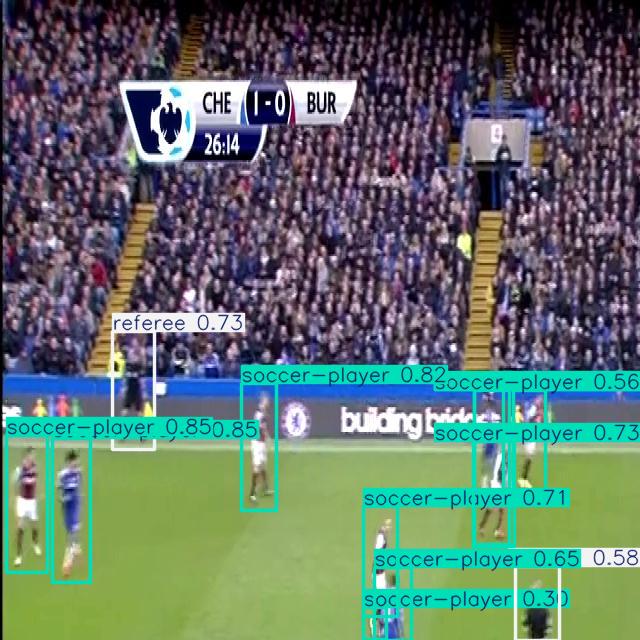 CHE 1-0 BUR
26:14
4
referee 0.73
soccer-player 0.82
soccer-player 0.56
soccer-player 0.85
0.85
building bridges
soccer-player 0.73
soccer-player 0.71
soccer-player 0.65
0.58
soccer-player 0.30